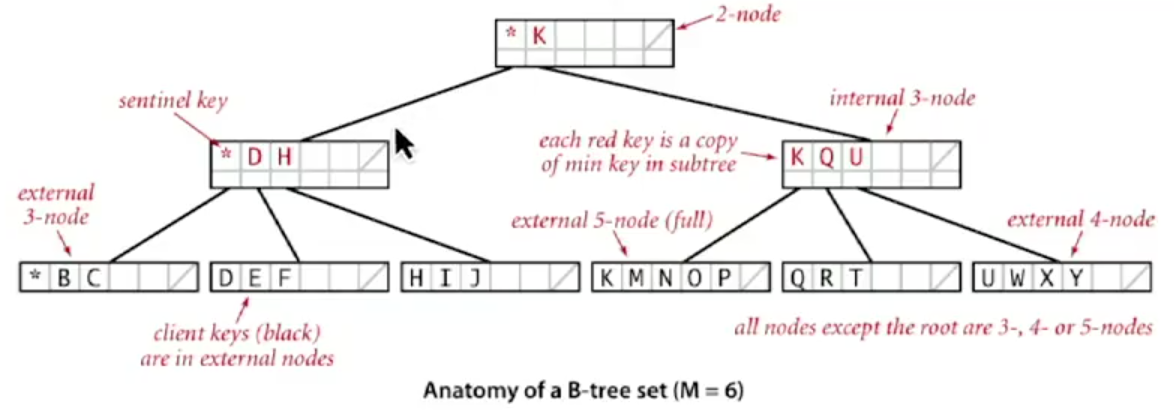 2-node
* K
sentinel key
internal 3-node
each red key is a copy
of min key in subtree
* D H
K Q U
external
3-node
external 5-node (full)
external 4-node
* B C
D E F
H I J
K M N O P
Q R T
U W X Y
client keys (black)
are in external nodes
all nodes except the root are 3-, 4- or 5-nodes
Anatomy of a B-tree set (M = 6)